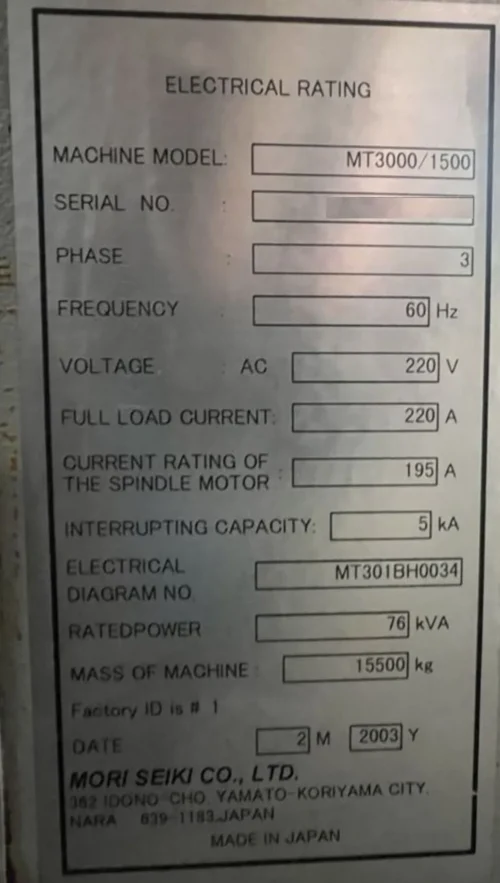 ELECTRICAL RATING
MACHINE MODEL: MT3000/1500
SERIAL NO. :
PHASE : 3
FREQUENCY : 60 Hz
VOLTAGE : AC 220 V
FULL LOAD CURRENT: 220 A
CURRENT RATING OF
THE SPINDLE MOTOR : 195 A
INTERRUPTING CAPACITY: 5 kA
ELECTRICAL
DIAGRAM NO. MT301BH0034
RATEDPOWER 76 kVA
MASS OF MACHINE : 15500 kg
Factory ID is # 1
DATE 2 M 2003 Y
MORI SEIKI CO., LTD.
362 IDONO-CHO, YAMATO-KORIYAMA CITY.
NARA 639-1183.JAPAN
MADE IN JAPAN